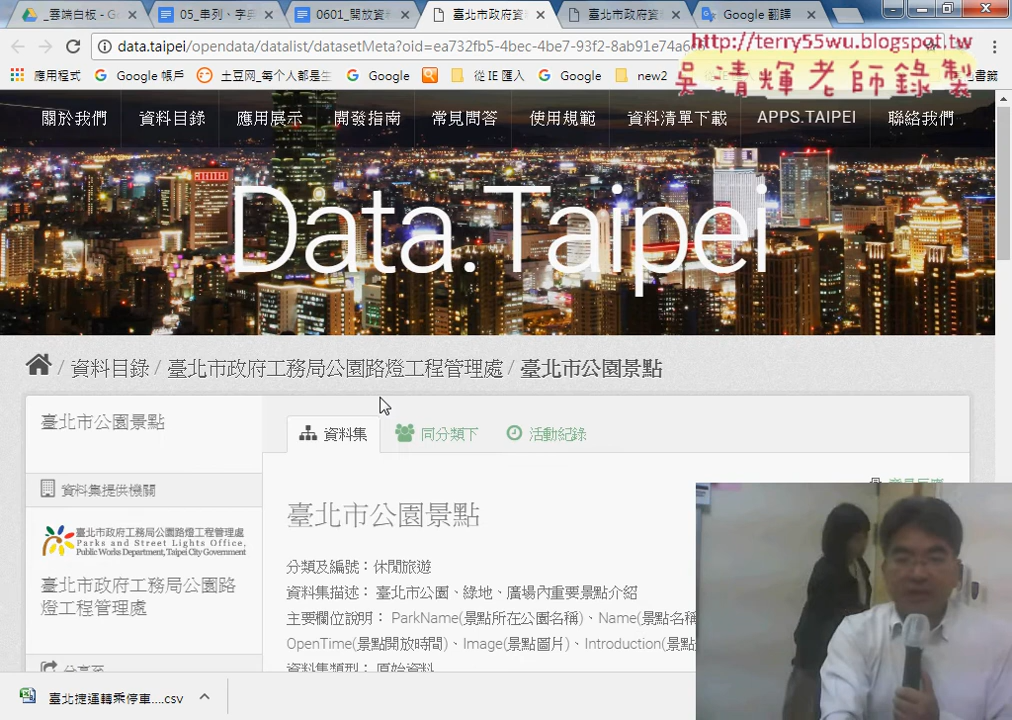 _雲端白板 - G
05_串列、字典
0601_開放資料
臺北市政府資
臺北市政府資
Google 翻譯
data.taipei/opendata/datalist/datasetMeta?oid=ea732fb5-4bec-4be7-93f2-8ab91e74a6
http://terry55wu.blogspot.tw
吳清輝老師錄製
應用程式
Google 帳戶
土豆网_每个人都是生
Google
從 IE 匯入
Google
new2
關於我們
資料目錄
應用展示
開發指南
常見問答
使用規範
資料清單下載
APPS.TAIPEI
聯絡我們
Data.Taipei
/ 資料目錄 / 臺北市政府工務局公園路燈工程管理處 / 臺北市公園景點
臺北市公園景點
資料集
同分類下
活動紀錄
資料集提供機關
臺北市公園景點
臺北市政府工務局公園路燈工程管理處
Parks and Street Lights Office,
Public Works Department, Taipei City Government
分類及編號：休閒旅遊
臺北市政府工務局公園路
燈工程管理處
資料集描述： 臺北市公園、綠地、廣場內重要景點介紹
主要欄位說明： ParkName(景點所在公園名稱)、Name(景點名稱
OpenTime(景點開放時間)、Image(景點圖片)、Introduction(景點
資料集類型： 原始資料
分享至
臺北捷運轉乘停車....csv